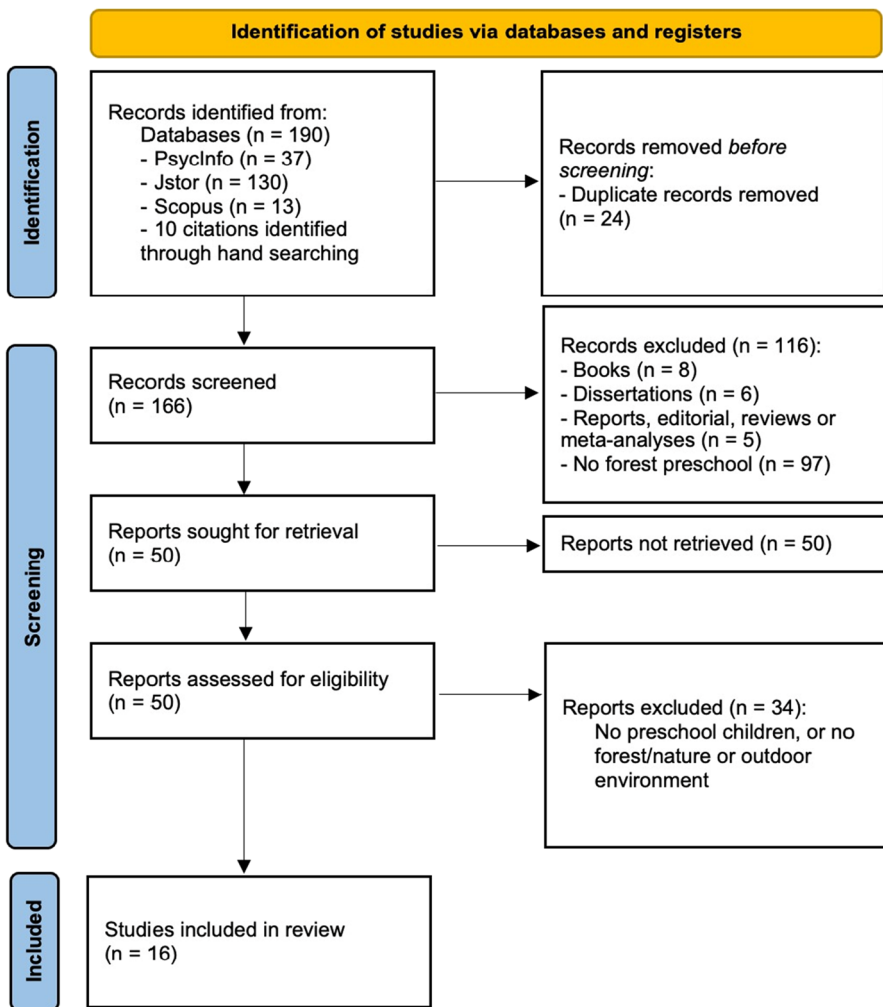 Identification of studies via databases and registers
Identification
Records identified from:
Databases (n = 190)
- PsycInfo (n = 37)
- Jstor (n = 130)
- Scopus (n = 13)
- 10 citations identified
through hand searching
Records removed before
screening:
- Duplicate records removed
(n = 24)
Screening
Records screened
(n = 166)
Records excluded (n = 116):
- Books (n = 8)
- Dissertations (n = 6)
- Reports, editorial, reviews or
meta-analyses (n = 5)
- No forest preschool (n = 97)
Reports sought for retrieval
(n = 50)
Reports not retrieved (n = 50)
Reports assessed for eligibility
(n = 50)
Reports excluded (n = 34):
No preschool children, or no
forest/nature or outdoor
environment
Included
Studies included in review
(n = 16)